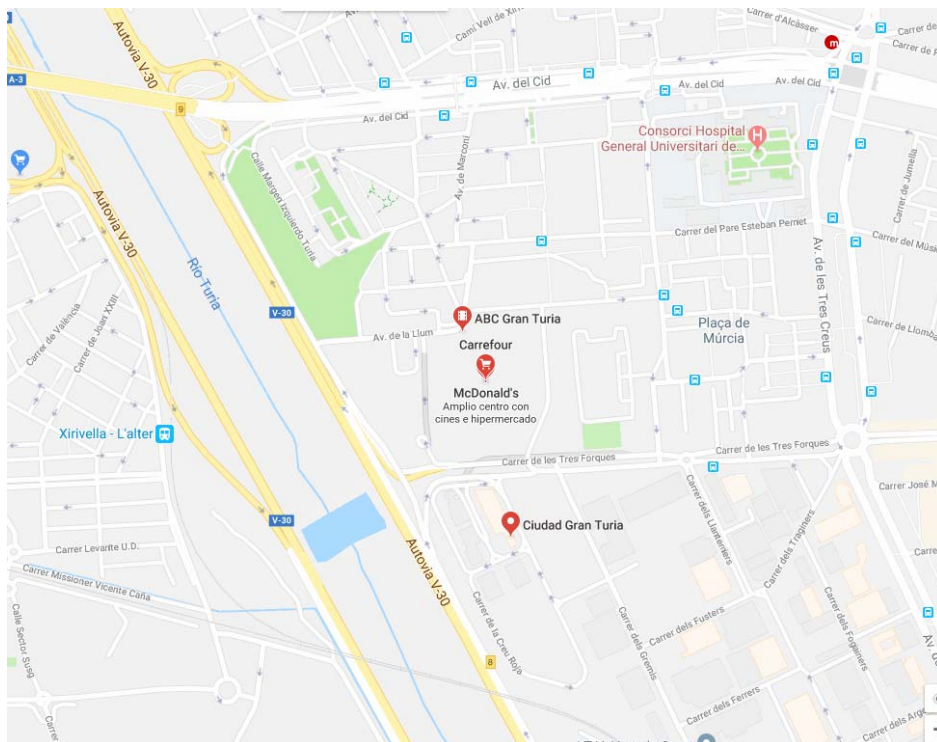 Autovia V-30
Camí Vell de Xiri
Carrer d'Alcàsser
Carrer de
Carrer de P
m
A-3
9
Av. del Cid
Av. del Cid
Av. del Cid
Consorci Hospital
General Universitari de...
H
Av. de Marconi
Carrer de Jumella
Calle Margen Izquierdo Turia
Autovia V-30
Río Turia
Carrer del Pare Esteban Pernet
Carrer del Músic
Av. de les Tres Creus
V-30
ABC Gran Turia
Av. de la Llum
Plaça de
Múrcia
Carrer de Llomba
Carrer de València
Carrer de Joan XXIII
Carrefour
McDonald's
Amplio centro con
cines e hipermercado
Xirivella - L'alter
Carrer de les Tres Forques
Carrer de les Tres Forques
Carrer José M
V-30
Ciudad Gran Turia
Carrer dels Llanterners
Carrer dels Traginers
Carrer Levante U.D.
Autovia V-30
Carrer Missioner Vicente Caña
Calle Sector Susg
Carrer de la Creu Roja
Carrer dels Gremis
Carrer dels Fusters
Carrer dels Fogainers
Av. d
8
Carrer dels Ferrers
Carrer dels Arge
Carrer